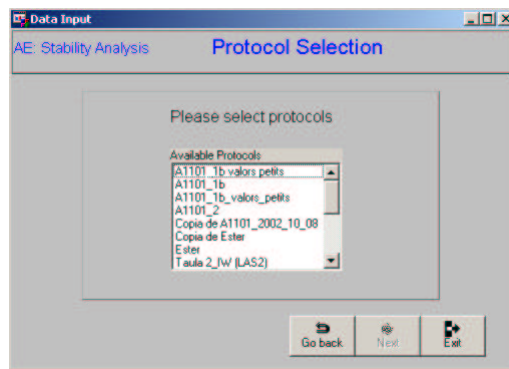 Data Input
AE: Stability Analysis
Protocol Selection
Please select protocols
Available Protocols
A1101_1b valors petits
A1101_1b
A1101_1b_valors_petits
A1101_2
Copia de A1101_2002_10_08
Copia de Ester
Ester
Taula 2_IW (LAS2)
Go back
Next
Exit